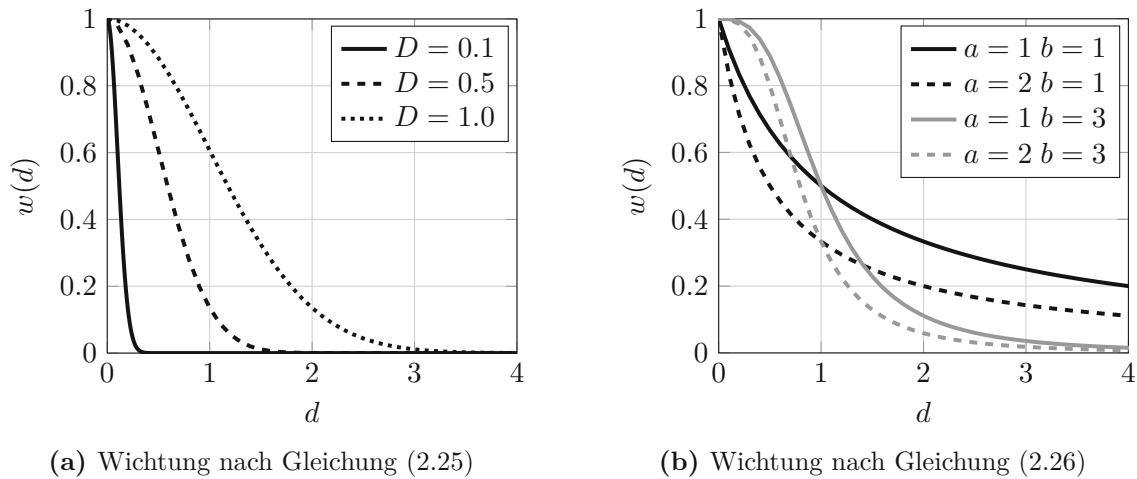 1
0.8
0.6
0.4
0.2
0
w(d)
0 1 2 3 4
d
D = 0.1
D = 0.5
D = 1.0
(a) Wichtung nach Gleichung (2.25)
1
0.8
0.6
0.4
0.2
0
w(d)
0 1 2 3 4
d
a = 1 b = 1
a = 2 b = 1
a = 1 b = 3
a = 2 b = 3
(b) Wichtung nach Gleichung (2.26)